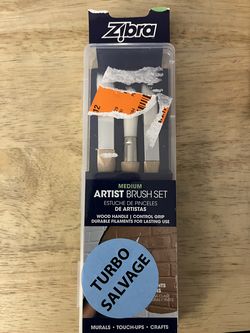 Zibra
12
MEDIUM
ARTIST BRUSH SET
ESTUCHE DE PINCELES
DE ARTISTAS
WOOD HANDLE | CONTROL GRIP
DURABLE FILAMENTS FOR LASTING USE
TURBO
SALVAGE
MURALS • TOUCH-UPS • CRAFTS